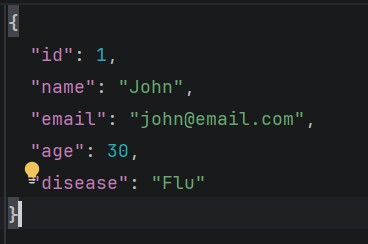 {
"id": 1,
"name": "John",
"email": "john@email.com",
"age": 30,
"disease": "Flu"
}